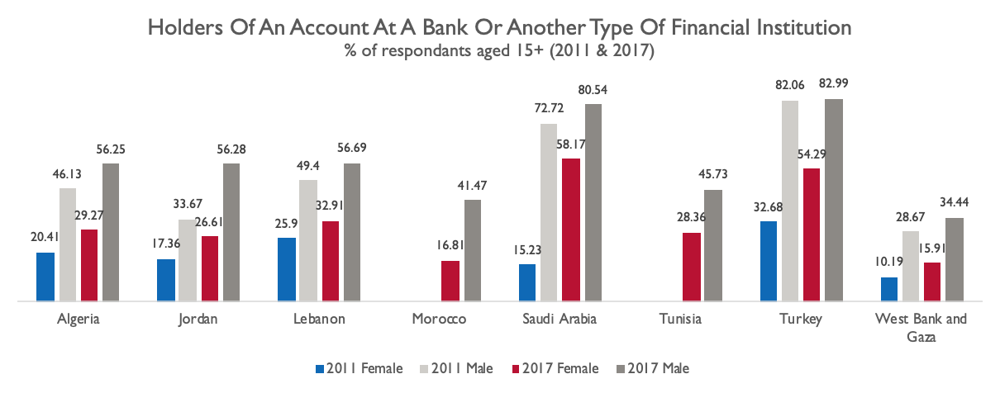 Holders Of An Account At A Bank Or Another Type Of Financial Institution
% of respondants aged 15+ (2011 & 2017)
20.41 46.13 29.27 56.25
17.36 33.67 26.61 56.28
25.9 49.4 32.91 56.69
16.81 41.47
15.23 72.72 58.17 80.54
28.36 45.73
32.68 82.06 54.29 82.99
10.19 28.67 15.91 34.44
Algeria Jordan Lebanon Morocco Saudi Arabia Tunisia Turkey West Bank and
Gaza
2011 Female 2011 Male 2017 Female 2017 Male